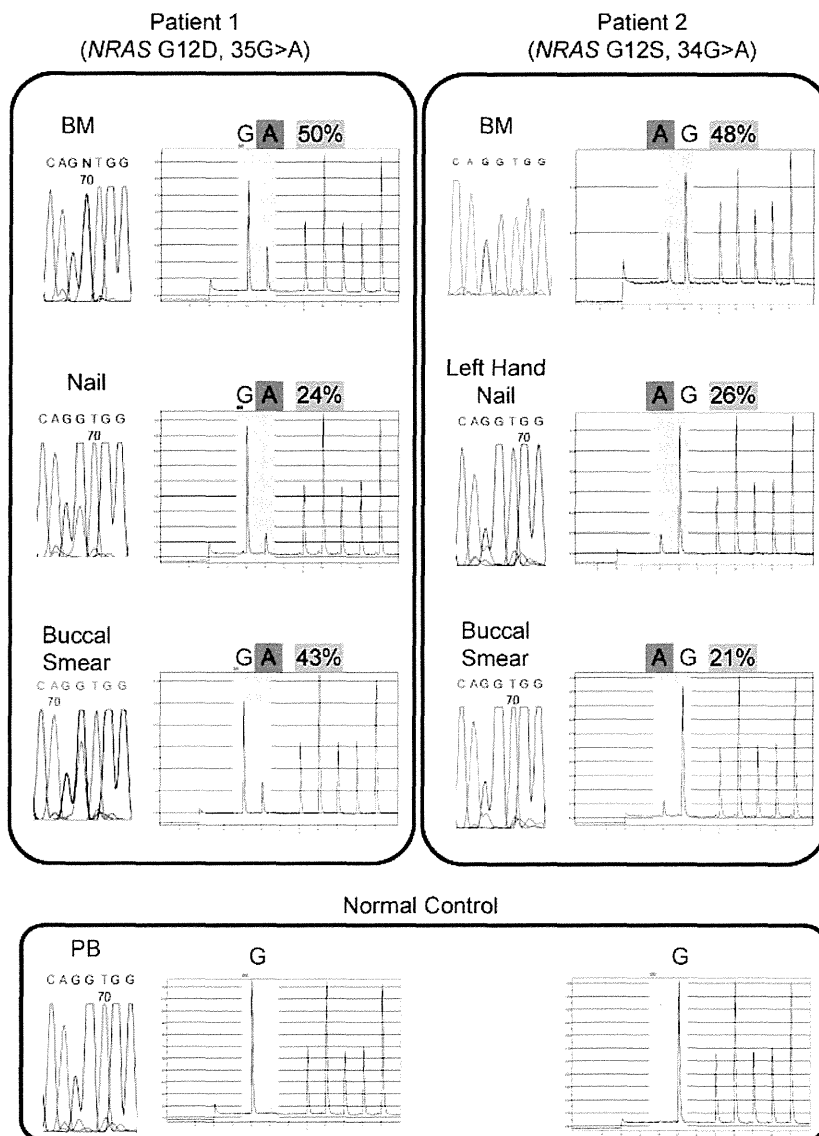 Patient 1
(NRAS G12D, 35G>A)
BM
G A 50%
CAGNTGG
70
Nail
G A 24%
CAGGTGG
70
Buccal
Smear
G A 43%
CAGGTGG
70
Patient 2
(NRAS G12S, 34G>A)
BM
A G 48%
CAGGTGG
Left Hand
Nail
A G 26%
CAGGTGG
70
Buccal
Smear
A G 21%
CAGGTGG
70
Normal Control
PB
G
G
CAGGTGG
70